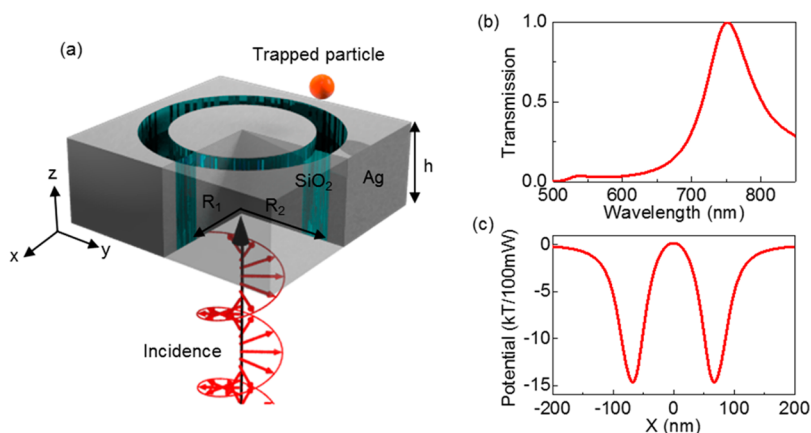 (a)
Trapped particle
z
x
y
R1
R2
SiO2
Ag
h
Incidence
(b)
Transmission
1.0
0.5
0.0
500
600
700
800
Wavelength (nm)
(c)
Potential (kT/100mW)
0
-5
-10
-15
-200
-100
0
100
200
X (nm)